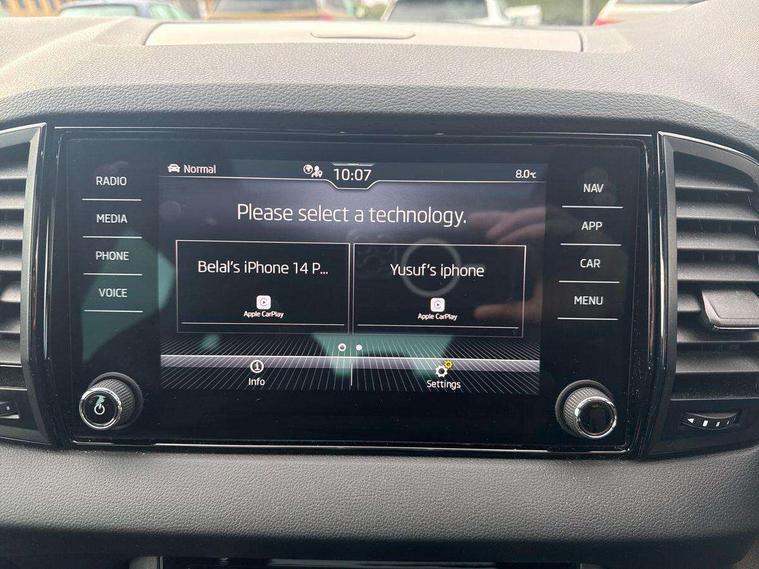 Normal
10:07
8.0°C
Please select a technology.
RADIO
MEDIA
PHONE
VOICE
Belal's iPhone 14 P...
Apple CarPlay
Yusuf's iphone
Apple CarPlay
Info
Settings
NAV
APP
CAR
MENU